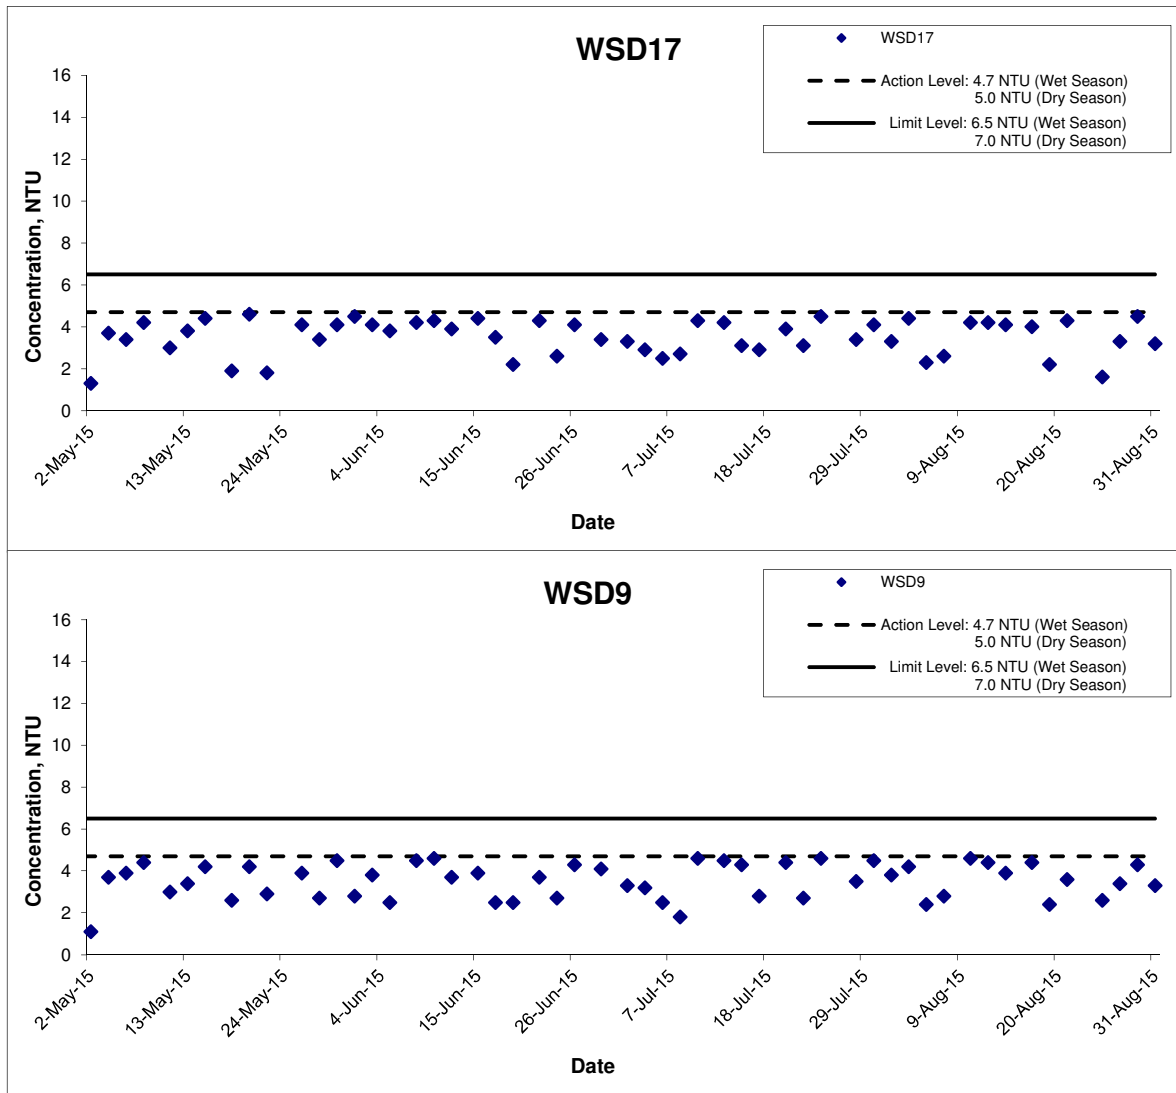 WSD17
WSD17
Action Level: 4.7 NTU (Wet Season)
5.0 NTU (Dry Season)
Limit Level: 6.5 NTU (Wet Season)
7.0 NTU (Dry Season)
Concentration, NTU
16
14
12
10
8
6
4
2
0
2-May-15
13-May-15
24-May-15
4-Jun-15
15-Jun-15
26-Jun-15
7-Jul-15
18-Jul-15
29-Jul-15
9-Aug-15
20-Aug-15
31-Aug-15
Date
WSD9
WSD9
Action Level: 4.7 NTU (Wet Season)
5.0 NTU (Dry Season)
Limit Level: 6.5 NTU (Wet Season)
7.0 NTU (Dry Season)
Concentration, NTU
16
14
12
10
8
6
4
2
0
2-May-15
13-May-15
24-May-15
4-Jun-15
15-Jun-15
26-Jun-15
7-Jul-15
18-Jul-15
29-Jul-15
9-Aug-15
20-Aug-15
31-Aug-15
Date